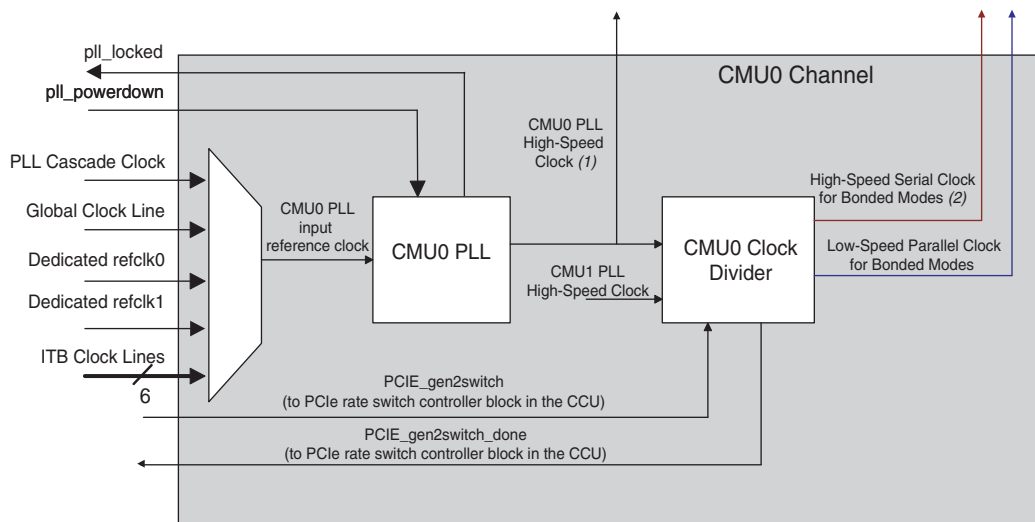 pll_locked
CMU0 Channel
pll_powerdown
CMU0 PLL
High-Speed
Clock (1)
PLL Cascade Clock
Global Clock Line
Dedicated refclk0
Dedicated refclk1
ITB Clock Lines
6
CMU0 PLL
input
reference clock
CMU0 PLL
CMU1 PLL
High-Speed Clock
CMU0 Clock
Divider
High-Speed Serial Clock
for Bonded Modes (2)
Low-Speed Parallel Clock
for Bonded Modes
PCIE_gen2switch
(to PCIe rate switch controller block in the CCU)
PCIE_gen2switch_done
(to PCIe rate switch controller block in the CCU)